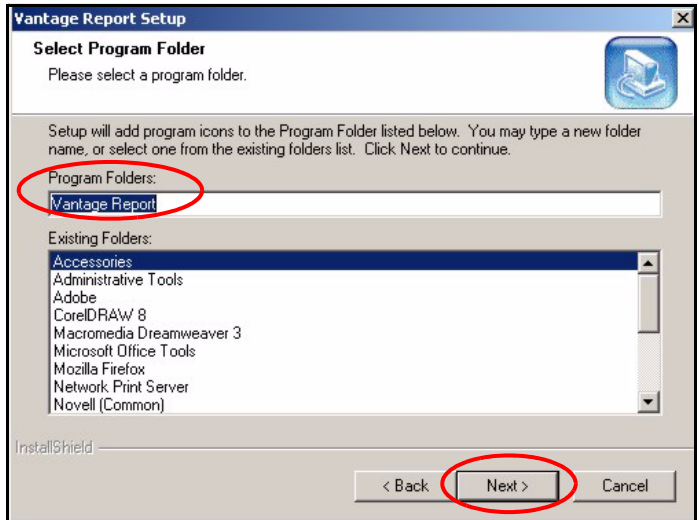 Vantage Report Setup
Select Program Folder
Please select a program folder.
Setup will add program icons to the Program Folder listed below. You may type a new folder
name, or select one from the existing folders list. Click Next to continue.
Program Folders:
Vantage Report
Existing Folders:
Accessories
Administrative Tools
Adobe
CorelDRAW 8
Macromedia Dreamweaver 3
Microsoft Office Tools
Mozilla Firefox
Network Print Server
Novell (Common)
InstallShield
< Back Next > Cancel